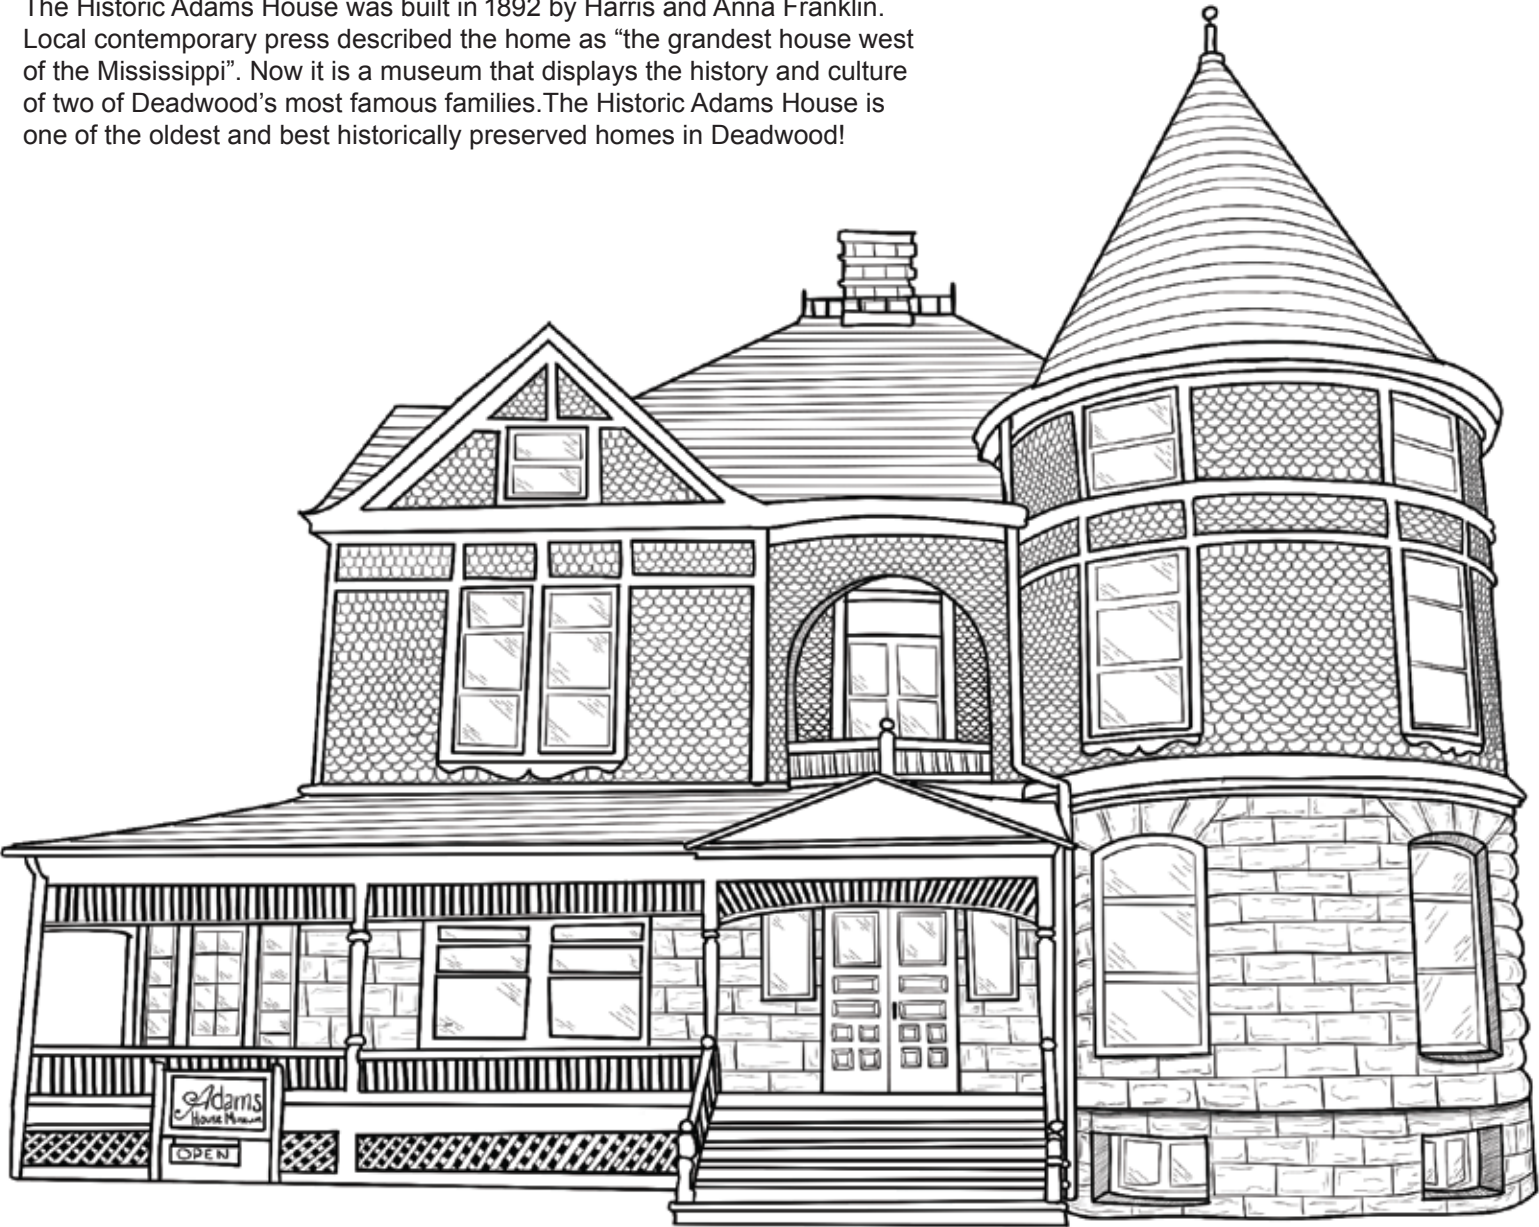 The Historic Adams House was built in 1892 by Harris and Anna Franklin.
Local contemporary press described the home as “the grandest house west
of the Mississippi”. Now it is a museum that displays the history and culture
of two of Deadwood’s most famous families.The Historic Adams House is
one of the oldest and best historically preserved homes in Deadwood!
Adams
House Museum
OPEN